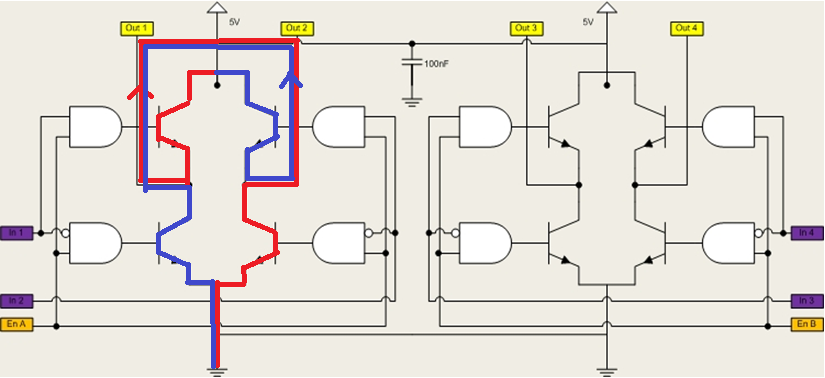 5V
5V
Out 1
Out 2
Out 3
Out 4
100nF
In 1
In 4
In 2
In 3
En A
En B